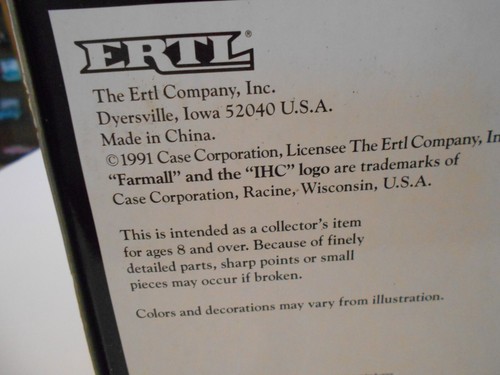 ERTL®
The Ertl Company, Inc.
Dyersville, Iowa 52040 U.S.A.
Made in China.
©1991 Case Corporation, Licensee The Ertl Company, In
"Farmall" and the "IHC" logo are trademarks of
Case Corporation, Racine, Wisconsin, U.S.A.
This is intended as a collector's item
for ages 8 and over. Because of finely
detailed parts, sharp points or small
pieces may occur if broken.
Colors and decorations may vary from illustration.